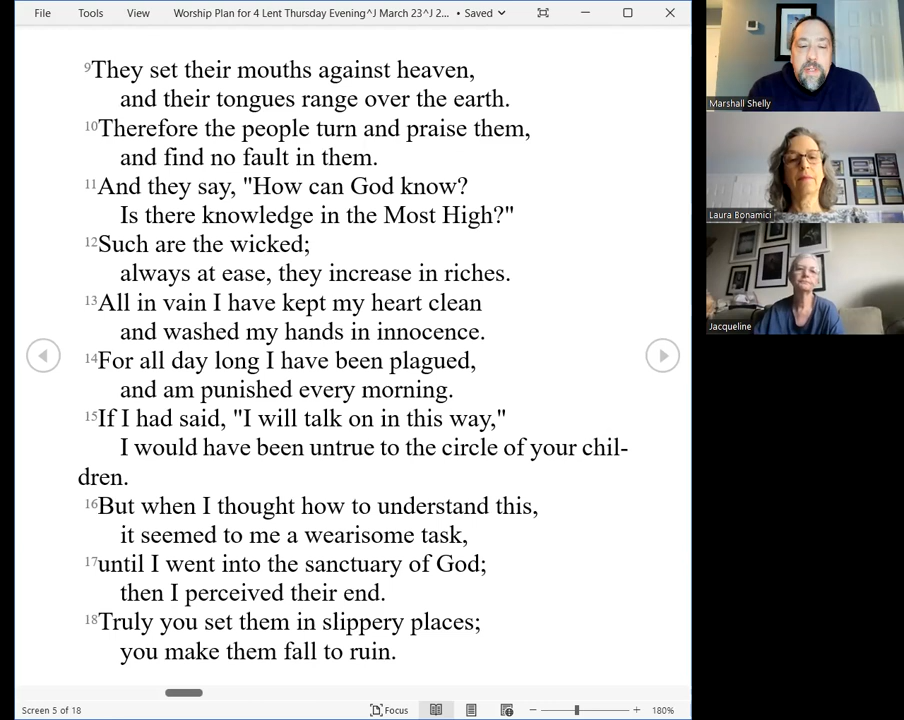 File Tools View Worship Plan for 4 Lent Thursday Evening^J March 23^J 2... • Saved
9They set their mouths against heaven,
and their tongues range over the earth.
10Therefore the people turn and praise them,
and find no fault in them.
11And they say, "How can God know?
Is there knowledge in the Most High?"
12Such are the wicked;
always at ease, they increase in riches.
13All in vain I have kept my heart clean
and washed my hands in innocence.
14For all day long I have been plagued,
and am punished every morning.
15If I had said, "I will talk on in this way,"
I would have been untrue to the circle of your chil-
dren.
16But when I thought how to understand this,
it seemed to me a wearisome task,
17until I went into the sanctuary of God;
then I perceived their end.
18Truly you set them in slippery places;
you make them fall to ruin.
Screen 5 of 18 Focus 180%
Marshall Shelly
Laura Bonamici
Jacqueline